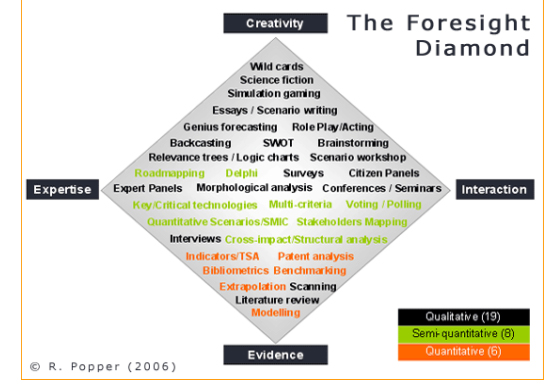 Creativity
The Foresight
Diamond
Wild cards
Science fiction
Simulation gaming
Essays / Scenario writing
Genius forecasting Role Play/Acting
Backcasting SWOT Brainstorming
Relevance trees / Logic charts Scenario workshop
Roadmapping Delphi Surveys Citizen Panels
Expertise Expert Panels Morphological analysis Conferences / Seminars Interaction
Key/Critical technologies Multi-criteria Voting / Polling
Quantitative Scenarios/SMIC Stakeholders Mapping
Interviews Cross-impact/Structural analysis
Indicators/TSA Patent analysis
Bibliometrics Benchmarking
Extrapolation Scanning
Literature review
Modelling
Qualitative (19)
Semi-quantitative (8)
Quantitative (6)
Evidence
© R. Popper (2006)